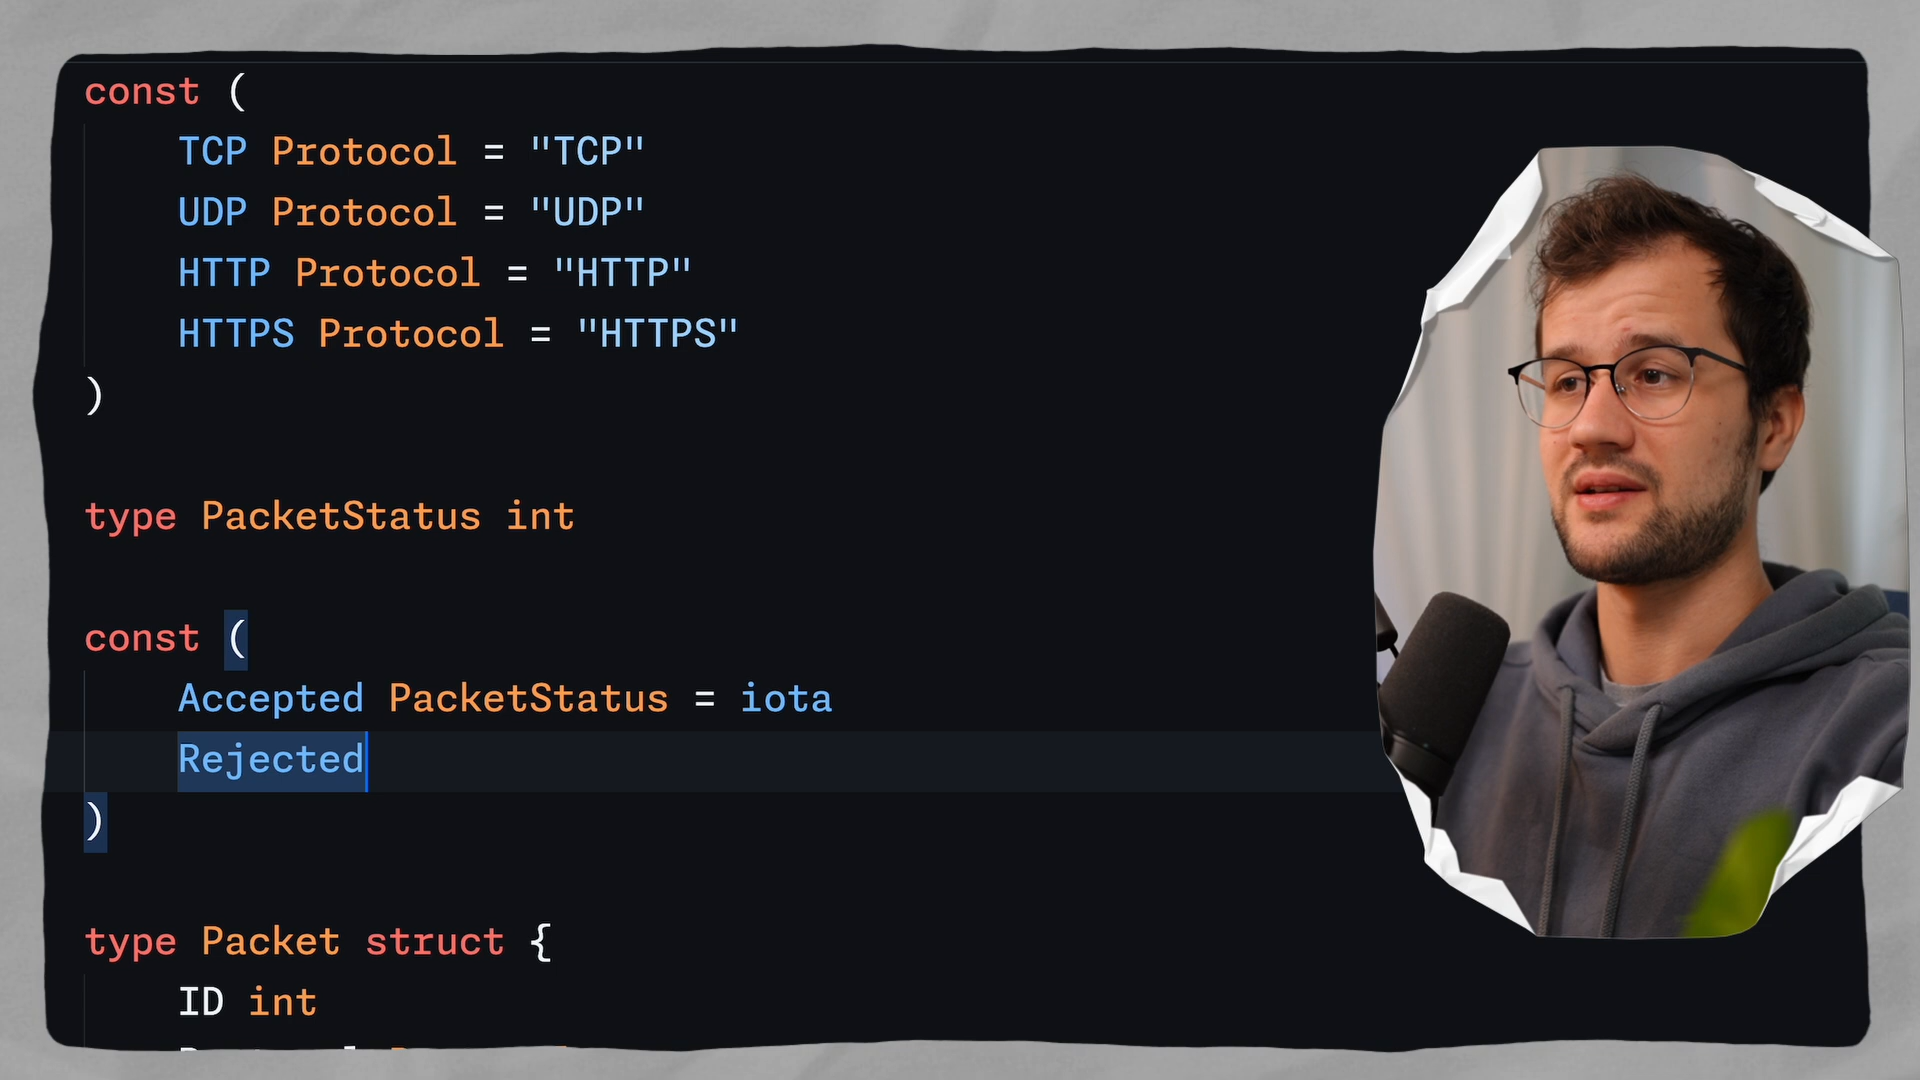 const (
TCP Protocol = "TCP"
UDP Protocol = "UDP"
HTTP Protocol = "HTTP"
HTTPS Protocol = "HTTPS"
)
type PacketStatus int
const (
Accepted PacketStatus = iota
Rejected
)
type Packet struct {
ID int